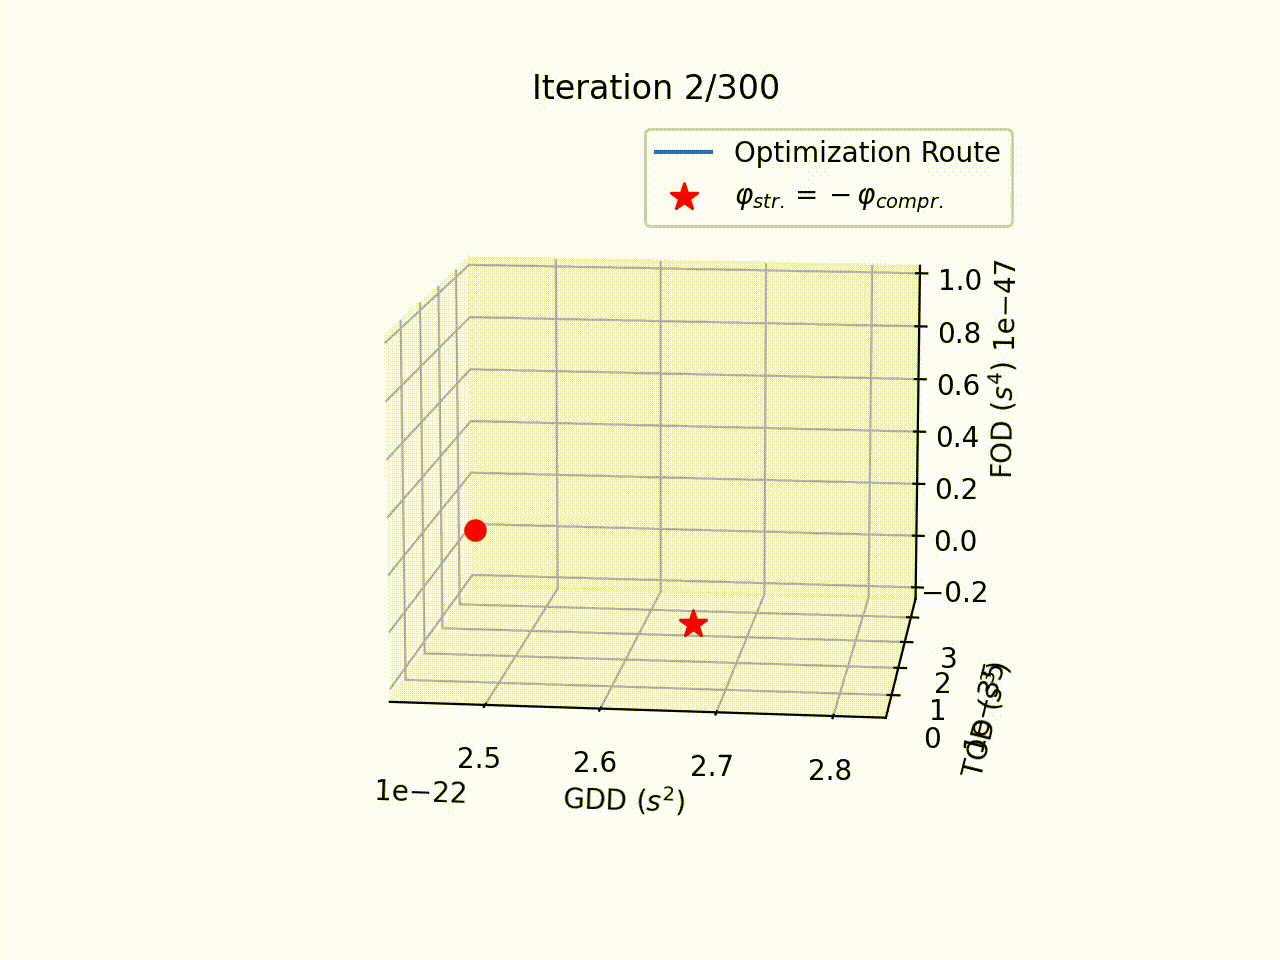 Iteration 2/300
Optimization Route
φstr. = − φcompr.
1.0
0.8
0.6
0.4
0.2
0.0
−0.2
FOD (s⁴) 1e−47
3
2
1
0
2.5
2.6
2.7
2.8
1e−22
GDD (s²)